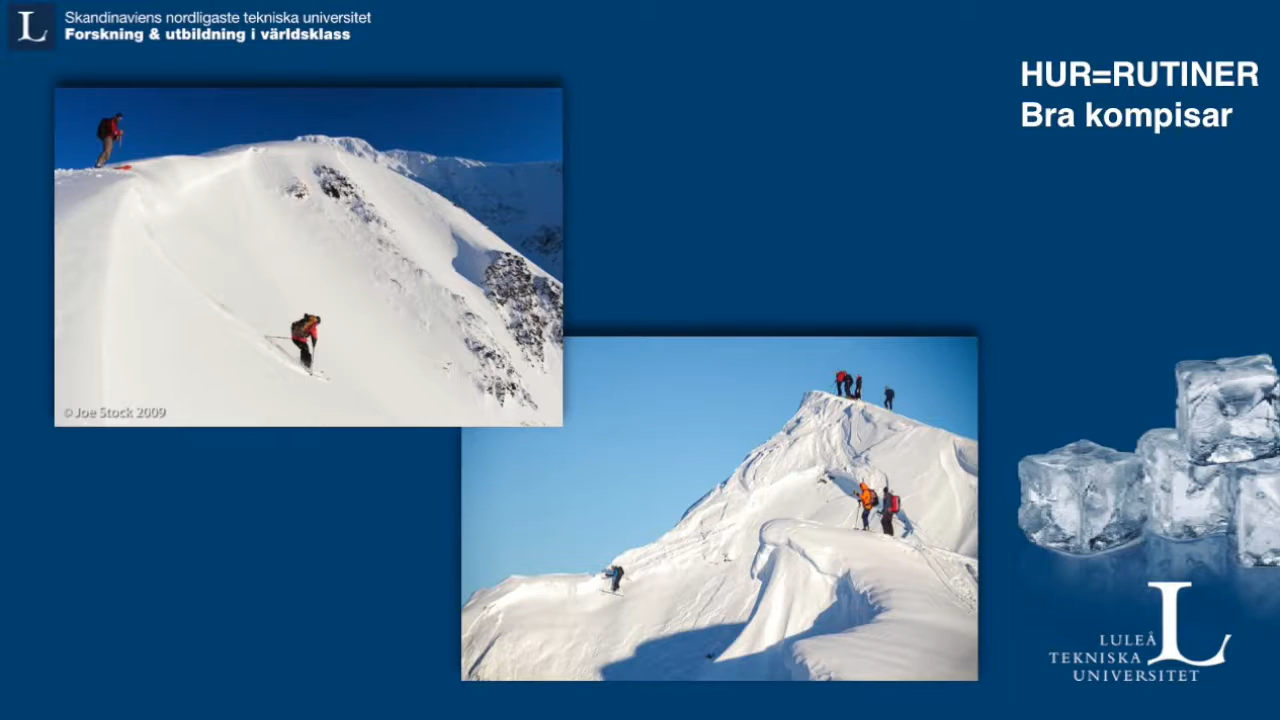 L
Skandinaviens nordligaste tekniska universitet
Forskning & utbildning i världsklass
HUR=RUTINER
Bra kompisar
© Joe Stock 2009
LULEÅ
TEKNISKA
UNIVERSITET
L